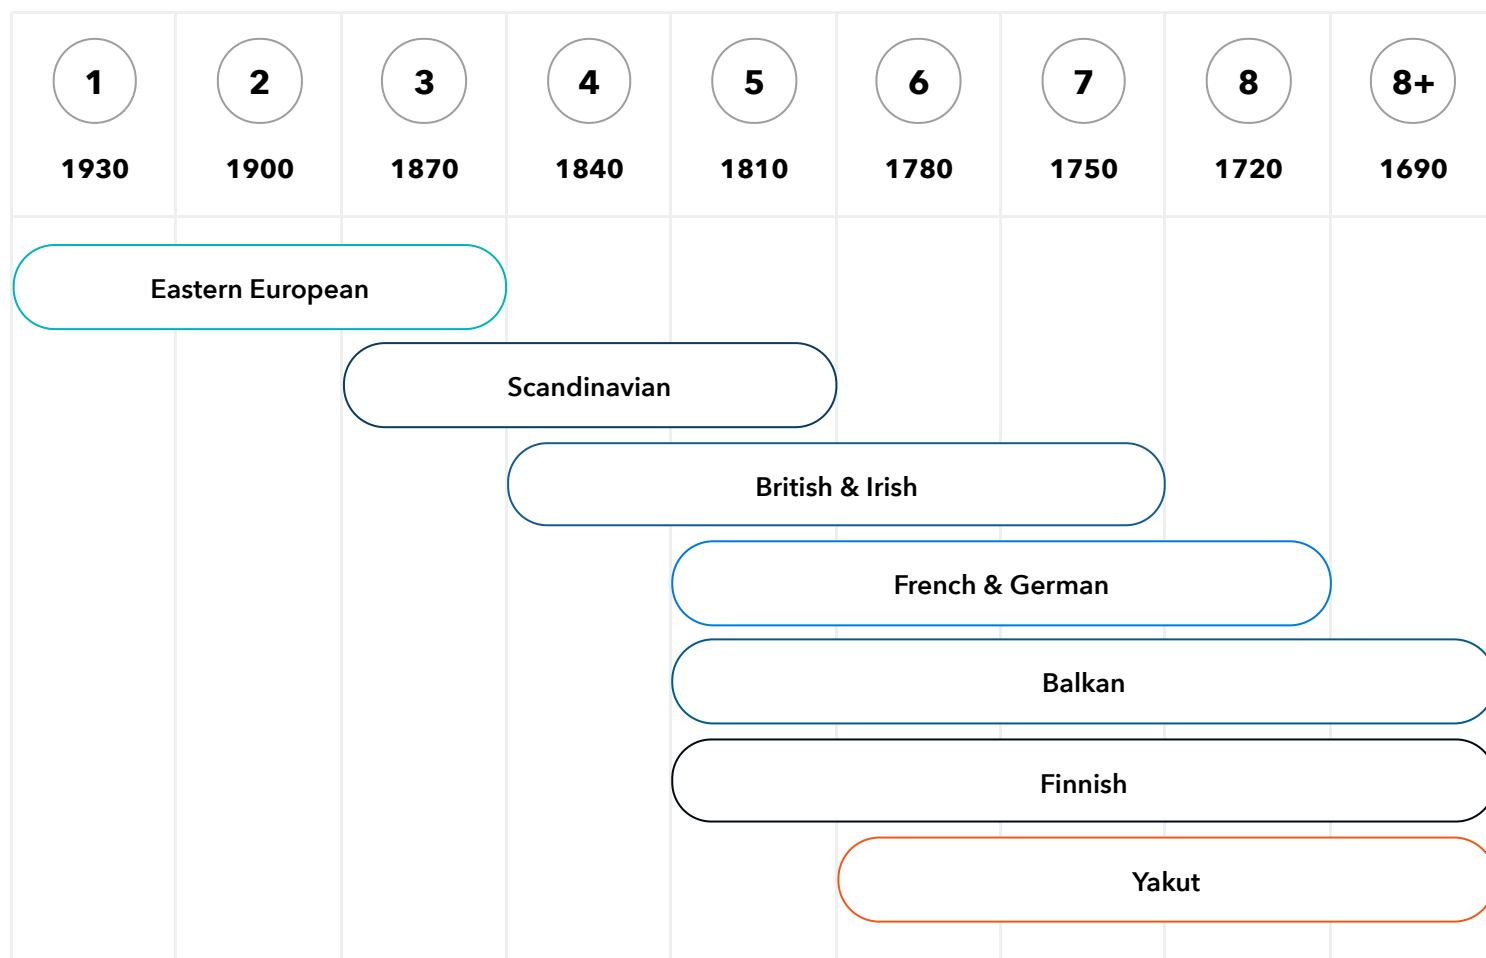 1 2 3 4 5 6 7 8 8+
1930 1900 1870 1840 1810 1780 1750 1720 1690
Eastern European
Scandinavian
British & Irish
French & German
Balkan
Finnish
Yakut